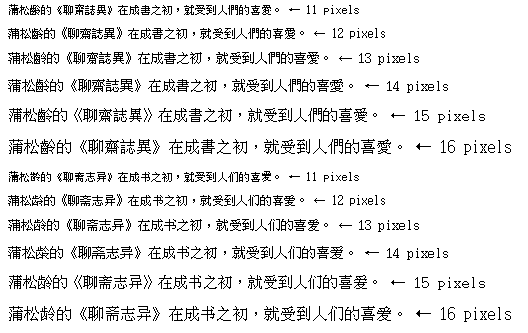 蒲松齡的《聊齋誌異》在成書之初，就受到人們的喜愛。 ← 11 pixels
蒲松齡的《聊齋誌異》在成書之初，就受到人們的喜愛。 ← 12 pixels
蒲松齡的《聊齋誌異》在成書之初，就受到人們的喜愛。 ← 13 pixels
蒲松齡的《聊齋誌異》在成書之初，就受到人們的喜愛。 ← 14 pixels
蒲松齡的《聊齋誌異》在成書之初，就受到人們的喜愛。 ← 15 pixels
蒲松齡的《聊齋誌異》在成書之初，就受到人們的喜愛。 ← 16 pixels
蒲松龄的《聊斋志异》在成书之初，就受到人们的喜愛。 ← 11 pixels
蒲松龄的《聊斋志异》在成书之初，就受到人们的喜愛。 ← 12 pixels
蒲松龄的《聊斋志异》在成书之初，就受到人们的喜愛。 ← 13 pixels
蒲松龄的《聊斋志异》在成书之初，就受到人们的喜愛。 ← 14 pixels
蒲松龄的《聊斋志异》在成书之初，就受到人们的喜愛。 ← 15 pixels
蒲松龄的《聊斋志异》在成书之初，就受到人们的喜愛。 ← 16 pixels